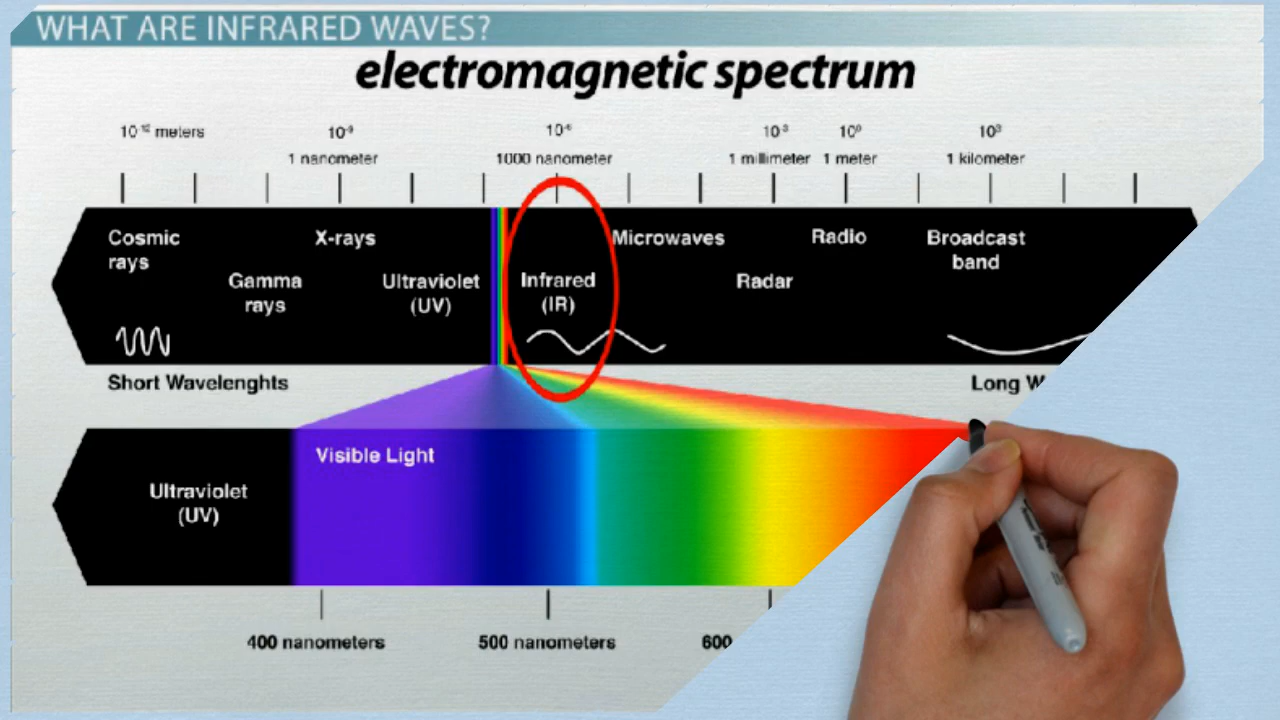 WHAT ARE INFRARED WAVES?
electromagnetic spectrum
10⁻¹² meters 10⁻⁹ 10⁻⁶ 10⁻³ 10⁰ 10³
1 nanometer 1000 nanometer 1 millimeter 1 meter 1 kilometer
Cosmic X-rays Microwaves Radio Broadcast
rays band
Gamma Ultraviolet Infrared Radar
rays (UV) (IR)
Short Wavelenghts Long W
Visible Light
Ultraviolet
(UV)
400 nanometers 500 nanometers 600